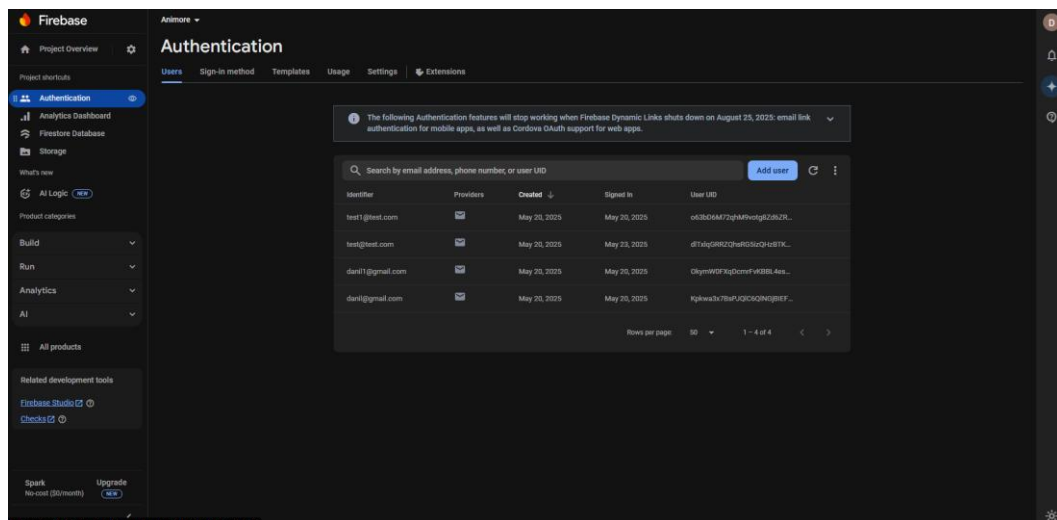 Firebase
Project Overview
Project shortcuts
Authentication
Analytics Dashboard
Firestore Database
Storage
What's new
AI Logic NEW
Product categories
Build
Run
Analytics
AI
All products
Related development tools
Firebase Studio
Checks
Spark
No-cost ($0/month)
Upgrade
NEW
Animore
Authentication
Users Sign-in method Templates Usage Settings Extensions
The following Authentication features will stop working when Firebase Dynamic Links shuts down on August 25, 2025: email link
authentication for mobile apps, as well as Cordova OAuth support for web apps.
Search by email address, phone number, or user UID Add user
Identifier Providers Created Signed In User UID
test1@test.com May 20, 2025 May 20, 2025
test@test.com May 20, 2025 May 23, 2025
danil1@gmail.com May 20, 2025 May 20, 2025
danil@gmail.com May 20, 2025 May 20, 2025
Rows per page 50 1 – 4 of 4
D